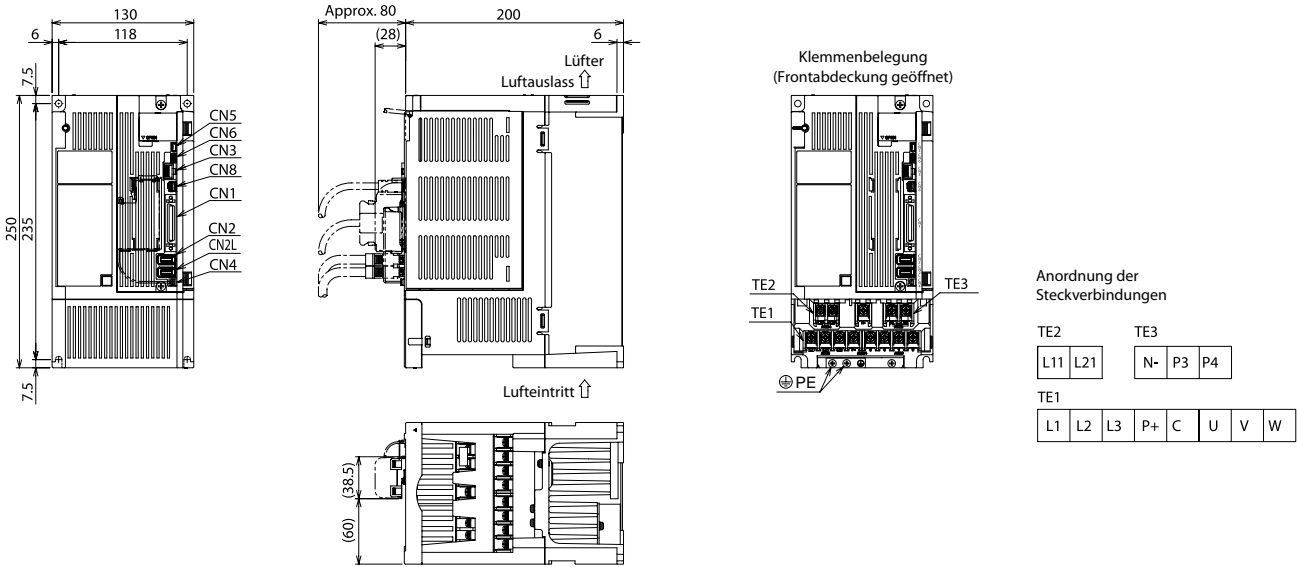 130
6
118
7.5
250
235
7.5
CN5
CN6
CN3
CN8
CN1
CN2
CN2L
CN4
Approx. 80
200
(28)
6
Lüfter
Luftauslass
Lufteintritt
(38.5)
(60)
Klemmenbelegung
(Frontabdeckung geöffnet)
TE2
TE3
TE1
PE
Anordnung der
Steckverbindungen
TE2
L11 L21
TE3
N- P3 P4
TE1
L1 L2 L3 P+ C U V W